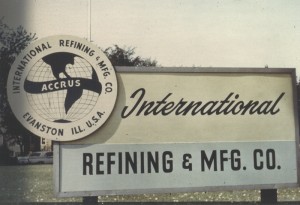 INTERNATIONAL REFINING & MFG. CO.
ACCRUS
EVANSTON ILL. U.S.A.
International
REFINING & MFG. CO.